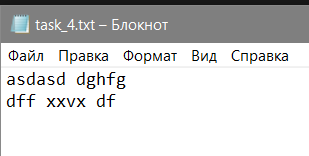 task_4.txt – Блокнот
Файл Правка Формат Вид Справка
asdasd dghfg
dff xxvx df